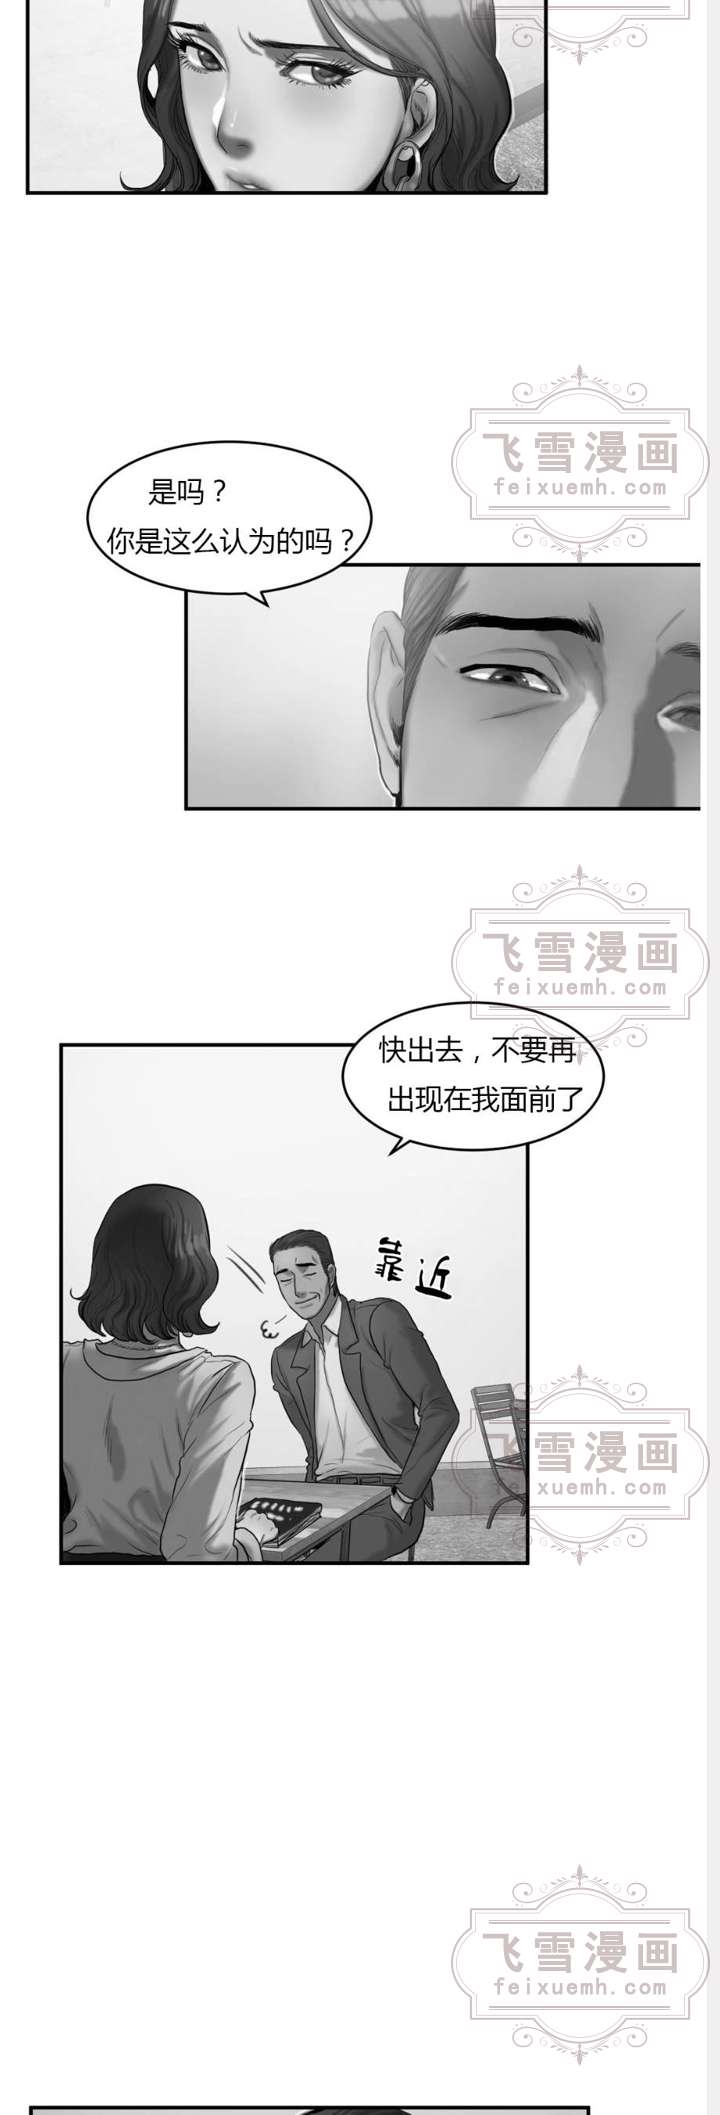 飞雪漫画
feixuemh.com
是吗？
你是这么认为的吗？
飞雪漫画
feixuemh.com
快出去，不要再
出现在我面前了
靠近
飞雪漫画
xuemh.com
飞雪漫画
feixuemh.com